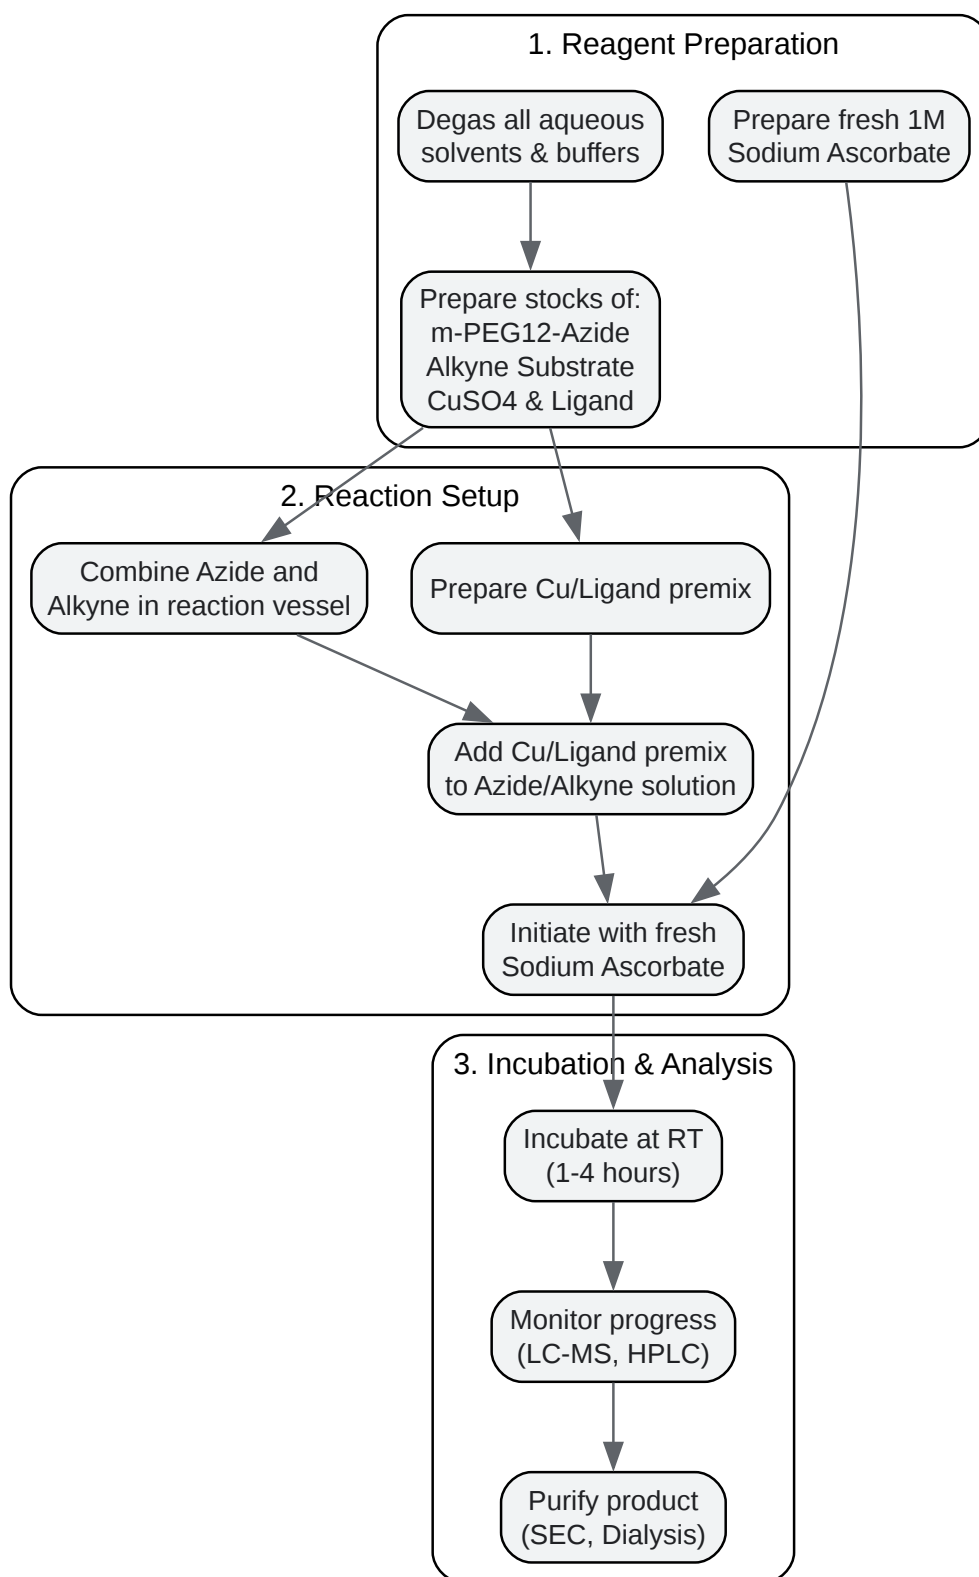 1. Reagent Preparation
Degas all aqueous
solvents & buffers
Prepare fresh 1M
Sodium Ascorbate
Prepare stocks of:
m-PEG12-Azide
Alkyne Substrate
CuSO4 & Ligand
2. Reaction Setup
Combine Azide and
Alkyne in reaction vessel
Prepare Cu/Ligand premix
Add Cu/Ligand premix
to Azide/Alkyne solution
Initiate with fresh
Sodium Ascorbate
3. Incubation & Analysis
Incubate at RT
(1-4 hours)
Monitor progress
(LC-MS, HPLC)
Purify product
(SEC, Dialysis)